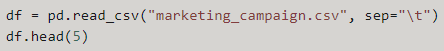 df = pd.read_csv("marketing_campaign.csv", sep="\t")
df.head(5)